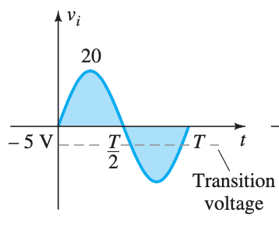 vᵢ
20
– 5 V
T/2
T
t
Transition
voltage